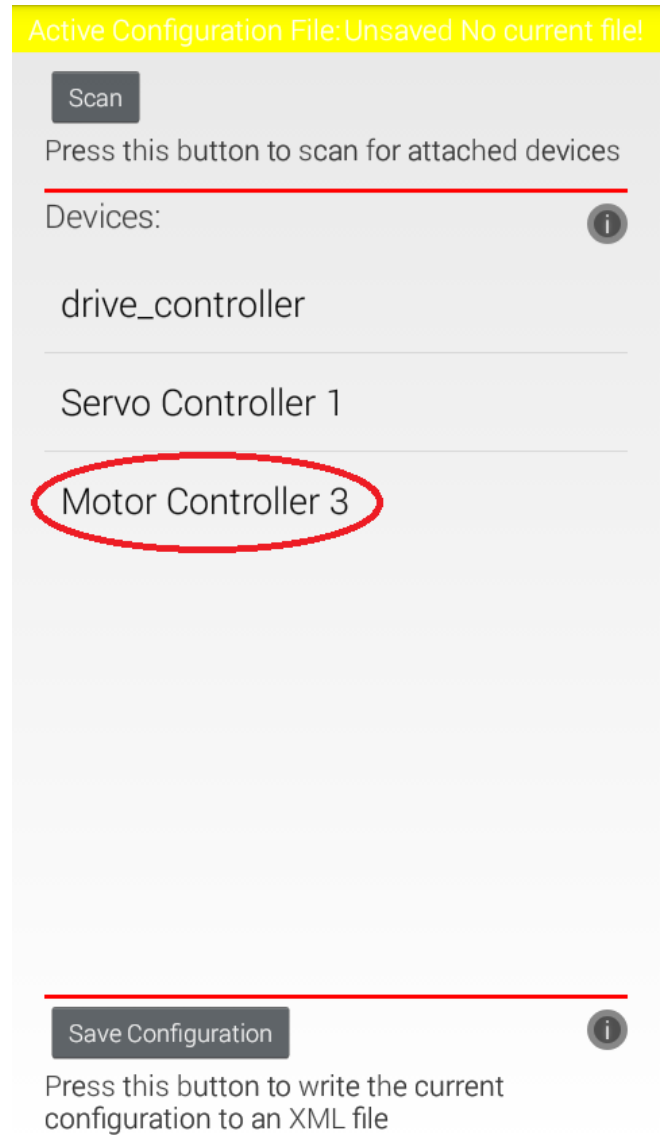 Active Configuration File:Unsaved No current file!
Scan
Press this button to scan for attached devices
Devices:
i
drive_controller
Servo Controller 1
Motor Controller 3
Save Configuration
i
Press this button to write the current
configuration to an XML file